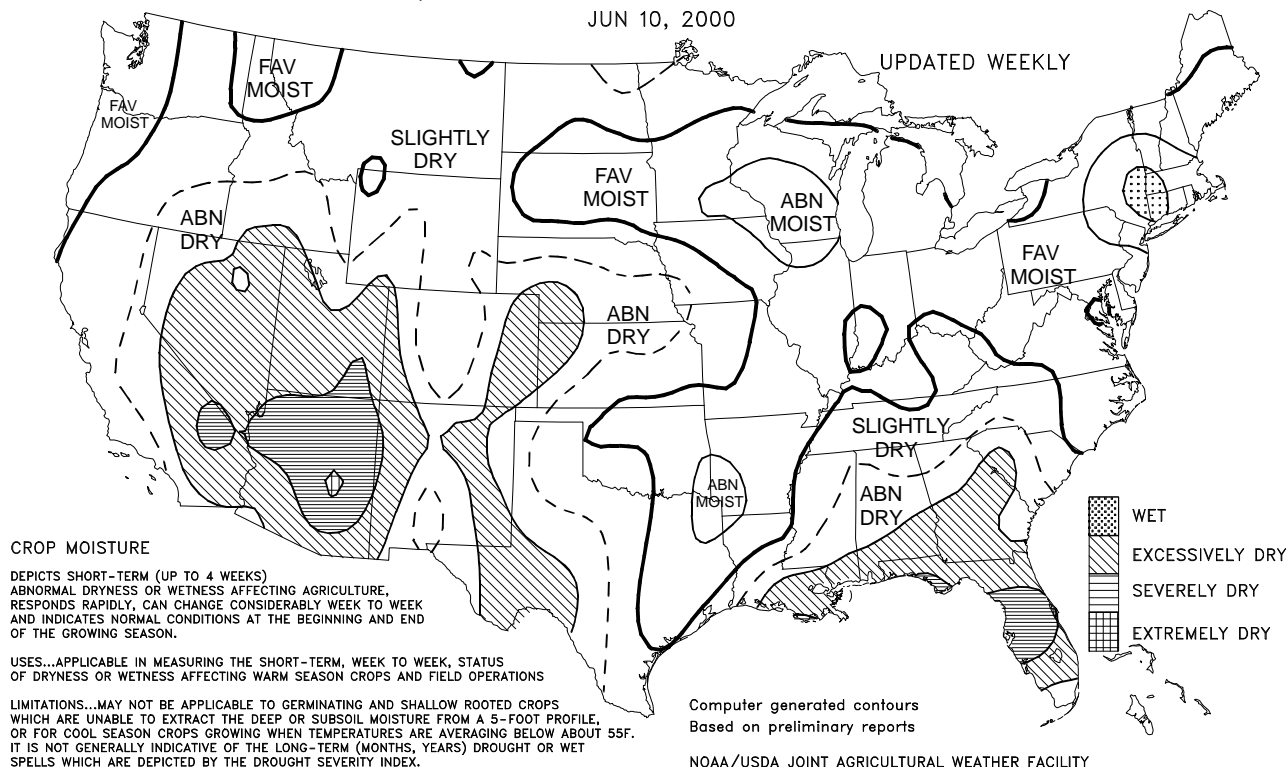 JUN 10, 2000
UPDATED WEEKLY
FAV
MOIST
FAV
MOIST
SLIGHTLY
DRY
FAV
MOIST
ABN
MOIST
ABN
DRY
FAV
MOIST
ABN
DRY
SLIGHTLY
DRY
ABN
MOIST
ABN
DRY
WET
EXCESSIVELY DRY
SEVERELY DRY
EXTREMELY DRY
CROP MOISTURE
DEPICTS SHORT-TERM (UP TO 4 WEEKS)
ABNORMAL DRYNESS OR WETNESS AFFECTING AGRICULTURE,
RESPONDS RAPIDLY, CAN CHANGE CONSIDERABLY WEEK TO WEEK
AND INDICATES NORMAL CONDITIONS AT THE BEGINNING AND END
OF THE GROWING SEASON.
USES...APPLICABLE IN MEASURING THE SHORT-TERM, WEEK TO WEEK, STATUS
OF DRYNESS OR WETNESS AFFECTING WARM SEASON CROPS AND FIELD OPERATIONS
LIMITATIONS...MAY NOT BE APPLICABLE TO GERMINATING AND SHALLOW ROOTED CROPS
WHICH ARE UNABLE TO EXTRACT THE DEEP OR SUBSOIL MOISTURE FROM A 5-FOOT PROFILE,
OR FOR COOL SEASON CROPS GROWING WHEN TEMPERATURES ARE AVERAGING BELOW ABOUT 55F.
IT IS NOT GENERALLY INDICATIVE OF THE LONG-TERM (MONTHS, YEARS) DROUGHT OR WET
SPELLS WHICH ARE DEPICTED BY THE DROUGHT SEVERITY INDEX.
Computer generated contours
Based on preliminary reports
NOAA/USDA JOINT AGRICULTURAL WEATHER FACILITY